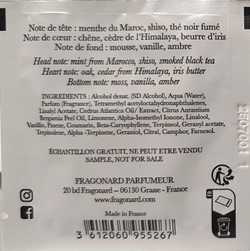 Note de tête : menthe du Maroc, shiso, thé noir fumé
Note de cœur : chêne, cèdre de l'Himalaya, beurre d'iris
Note de fond : mousse, vanille, ambre
Head note: mint from Marocco, shiso, smoked black tea
Heart note: oak, cedar from Himalaya, iris butter
Bottom note: moss, vanilla, amber
INGREDIENTS : Alcohol denat. (SD Alcohol), Aqua (Water),
Parfum (Fragrance), Tetramethyl acetyloctahydronaphthalenes,
Linalyl Acetate, Cedrus Atlantica Oil/ Extract, Citrus Aurantium
Bergamia Peel Oil, Limonene, Alpha-Isomethyl Ionone, Linalool,
Vanillin, Pinene, Coumarin, Beta-Caryophyllene, Terpineol, Geranyl acetate,
Terpinolene, Alpha-Terpinene, Geraniol, Citral, Camphor, Farnesol.
ÉCHANTILLON GRATUIT, NE PEUT ETRE VENDU
SAMPLE, NOT FOR SALE
FRAGONARD PARFUMEUR
20 bd Fragonard – 06130 Grasse - France
www.fragonard.com
Made in France
3 612060 955267